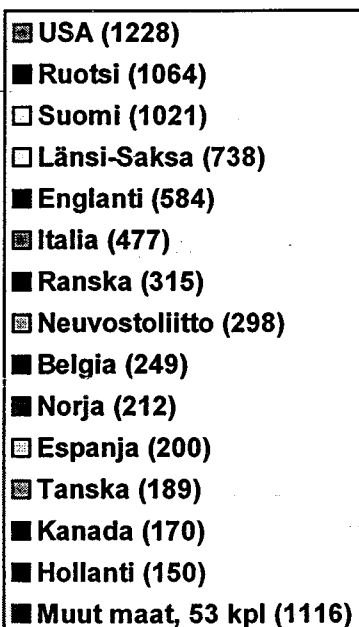 USA (1228)
Ruotsi (1064)
Suomi (1021)
Länsi-Saksa (738)
Englanti (584)
Italia (477)
Ranska (315)
Neuvostoliitto (298)
Belgia (249)
Norja (212)
Espanja (200)
Tanska (189)
Kanada (170)
Hollanti (150)
Muut maat, 53 kpl (1116)